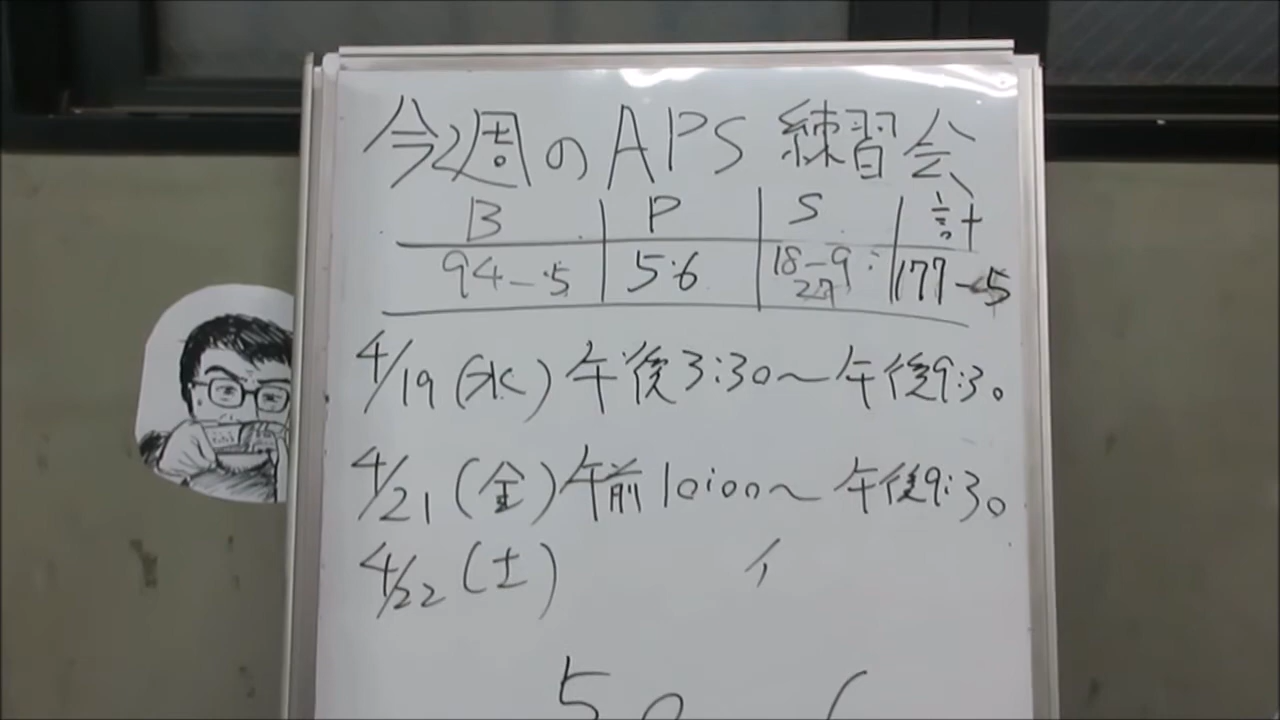 今週のAPS練習会
B P S 計
94-5 5.6 18-9 177-5
27
4/19(水)午後3:30〜午後9:30
4/21(金)午前10:00〜午後9:30
4/22(土) 〃